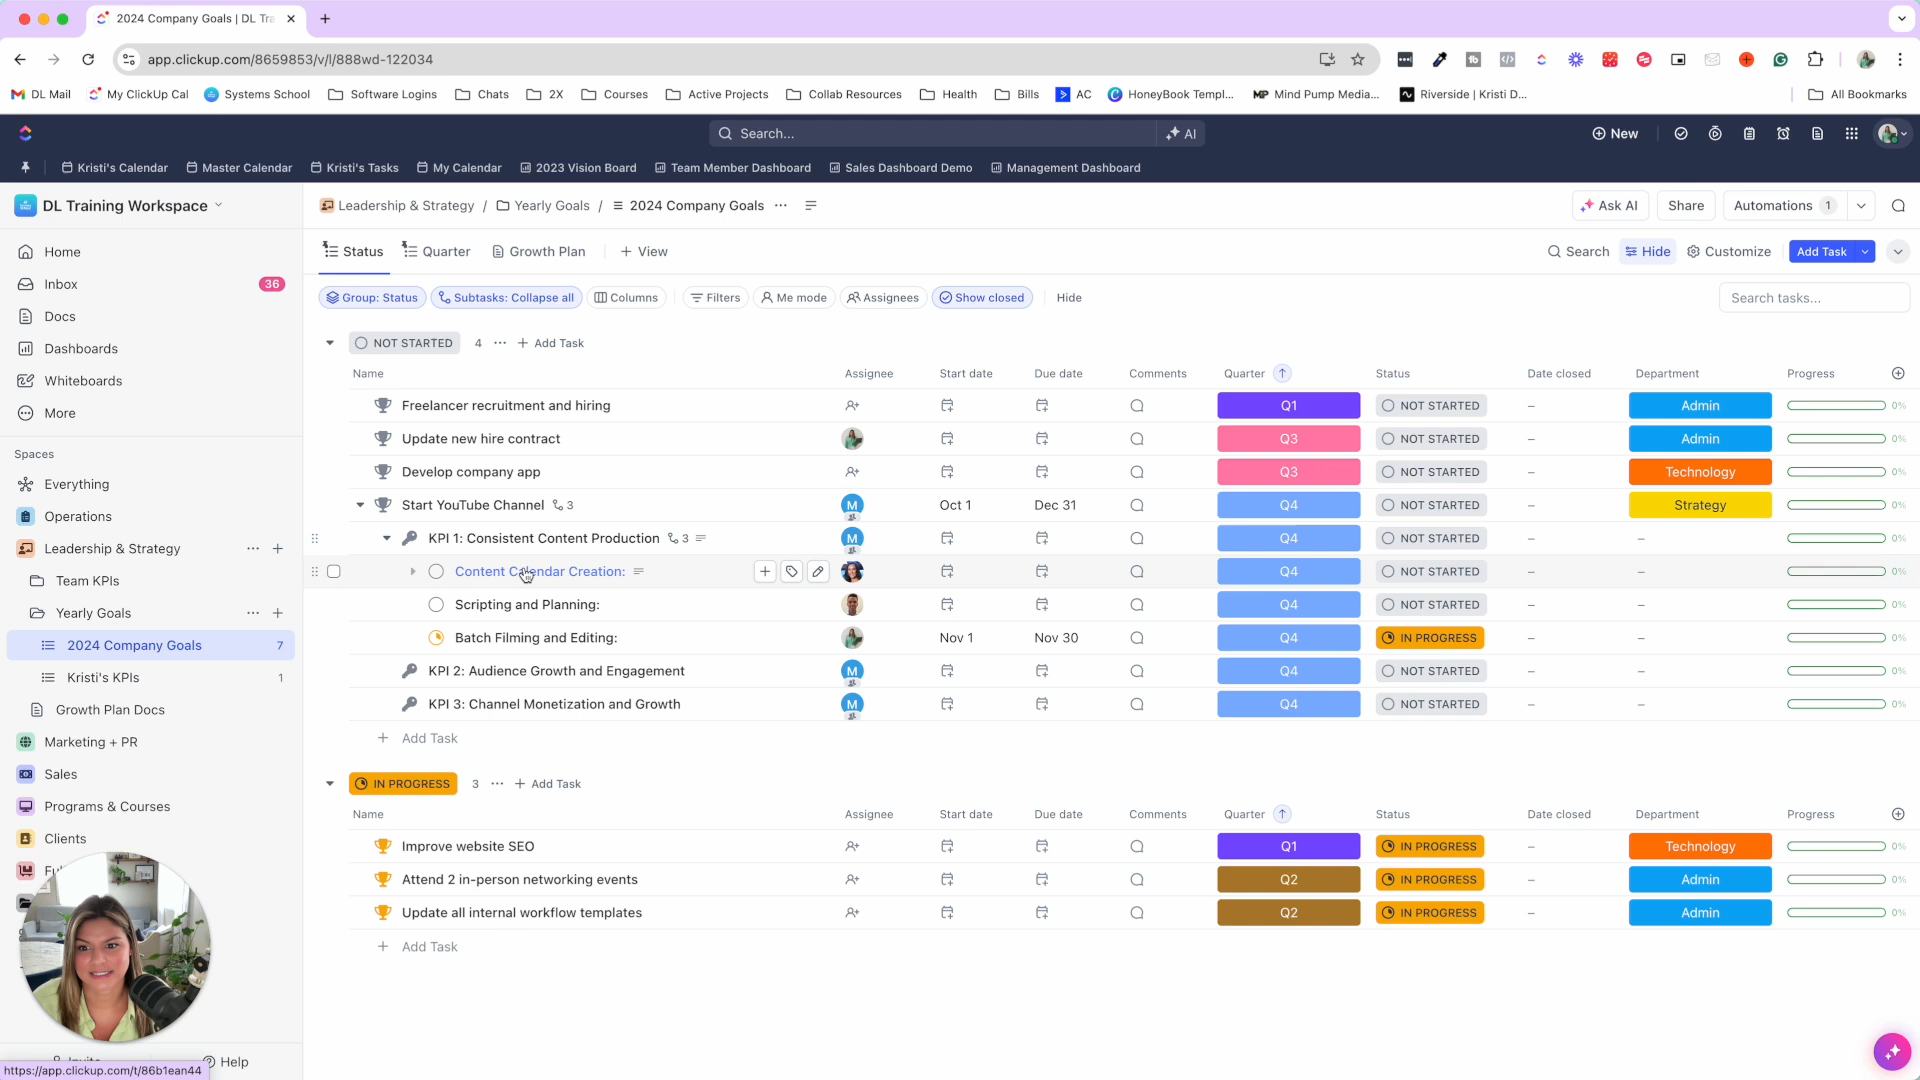 2024 Company Goals | DL Tra
app.clickup.com/8659853/v/l/888wd-122034
DL Mail My ClickUp Cal Systems School Software Logins Chats 2X Courses Active Projects Collab Resources Health Bills AC HoneyBook Templ... MP Mind Pump Media... Riverside | Kristi D... All Bookmarks
Search... AI New
Kristi's Calendar Master Calendar Kristi's Tasks My Calendar 2023 Vision Board Team Member Dashboard Sales Dashboard Demo Management Dashboard
DL Training Workspace
Home
Inbox 36
Docs
Dashboards
Whiteboards
More
Spaces
Everything
Operations
Leadership & Strategy
Team KPIs
Yearly Goals
2024 Company Goals 7
Kristi's KPIs 1
Growth Plan Docs
Marketing + PR
Sales
Programs & Courses
Clients
Help
https://app.clickup.com/t/86b1ean44
Leadership & Strategy / Yearly Goals / 2024 Company Goals ... Ask AI Share Automations 1
Status Quarter Growth Plan + View Search Hide Customize Add Task
Group: Status Subtasks: Collapse all Columns Filters Me mode Assignees Show closed Hide Search tasks...
NOT STARTED 4 ... + Add Task
Name Assignee Start date Due date Comments Quarter Status Date closed Department Progress
Freelancer recruitment and hiring Q1 NOT STARTED – Admin 0%
Update new hire contract Q3 NOT STARTED – Admin 0%
Develop company app Q3 NOT STARTED – Technology 0%
Start YouTube Channel 3 M Oct 1 Dec 31 Q4 NOT STARTED – Strategy 0%
KPI 1: Consistent Content Production 3 M Q4 NOT STARTED – – 0%
Content Calendar Creation: Q4 NOT STARTED – – 0%
Scripting and Planning: Q4 NOT STARTED – – 0%
Batch Filming and Editing: Nov 1 Nov 30 Q4 IN PROGRESS – – 0%
KPI 2: Audience Growth and Engagement M Q4 NOT STARTED – – 0%
KPI 3: Channel Monetization and Growth M Q4 NOT STARTED – – 0%
+ Add Task
IN PROGRESS 3 ... + Add Task
Name Assignee Start date Due date Comments Quarter Status Date closed Department Progress
Improve website SEO Q1 IN PROGRESS – Technology 0%
Attend 2 in-person networking events Q2 IN PROGRESS – Admin 0%
Update all internal workflow templates Q2 IN PROGRESS – Admin 0%
+ Add Task